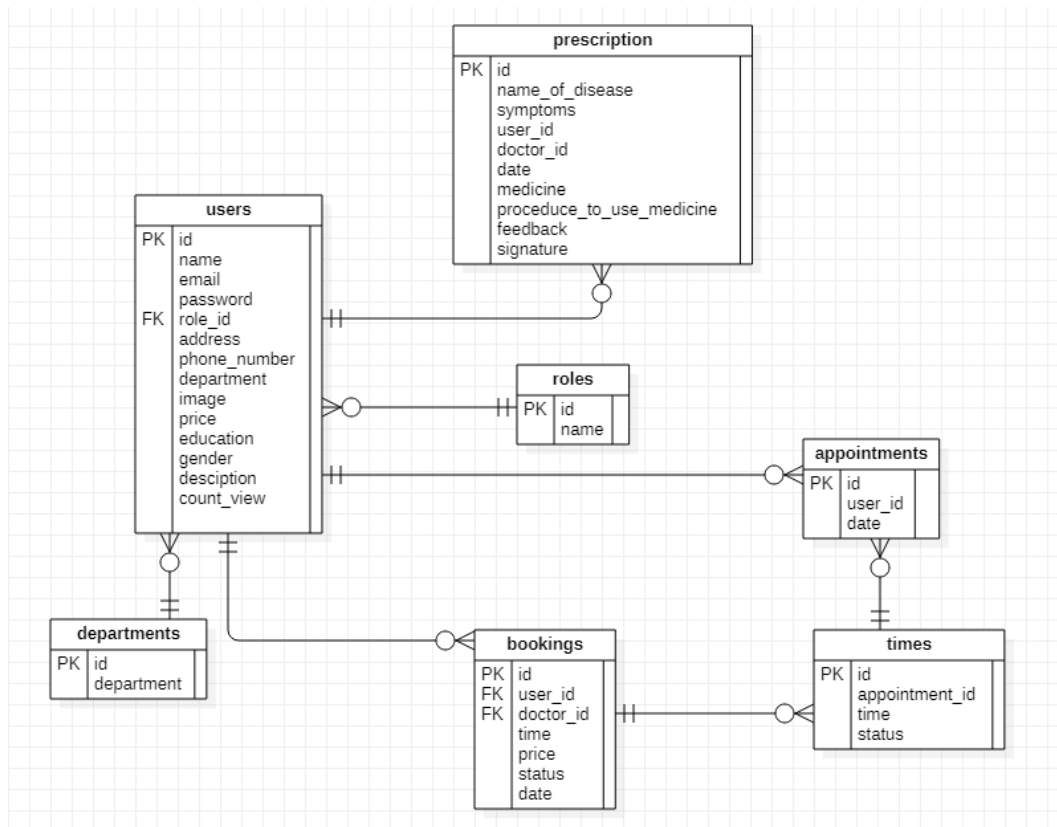 prescription
PK id
name_of_disease
symptoms
user_id
doctor_id
date
medicine
proceduce_to_use_medicine
feedback
signature
users
PK id
name
email
password
FK role_id
address
phone_number
department
image
price
education
gender
desciption
count_view
roles
PK id
name
appointments
PK id
user_id
date
departments
PK id
department
bookings
PK id
FK user_id
FK doctor_id
time
price
status
date
times
PK id
appointment_id
time
status